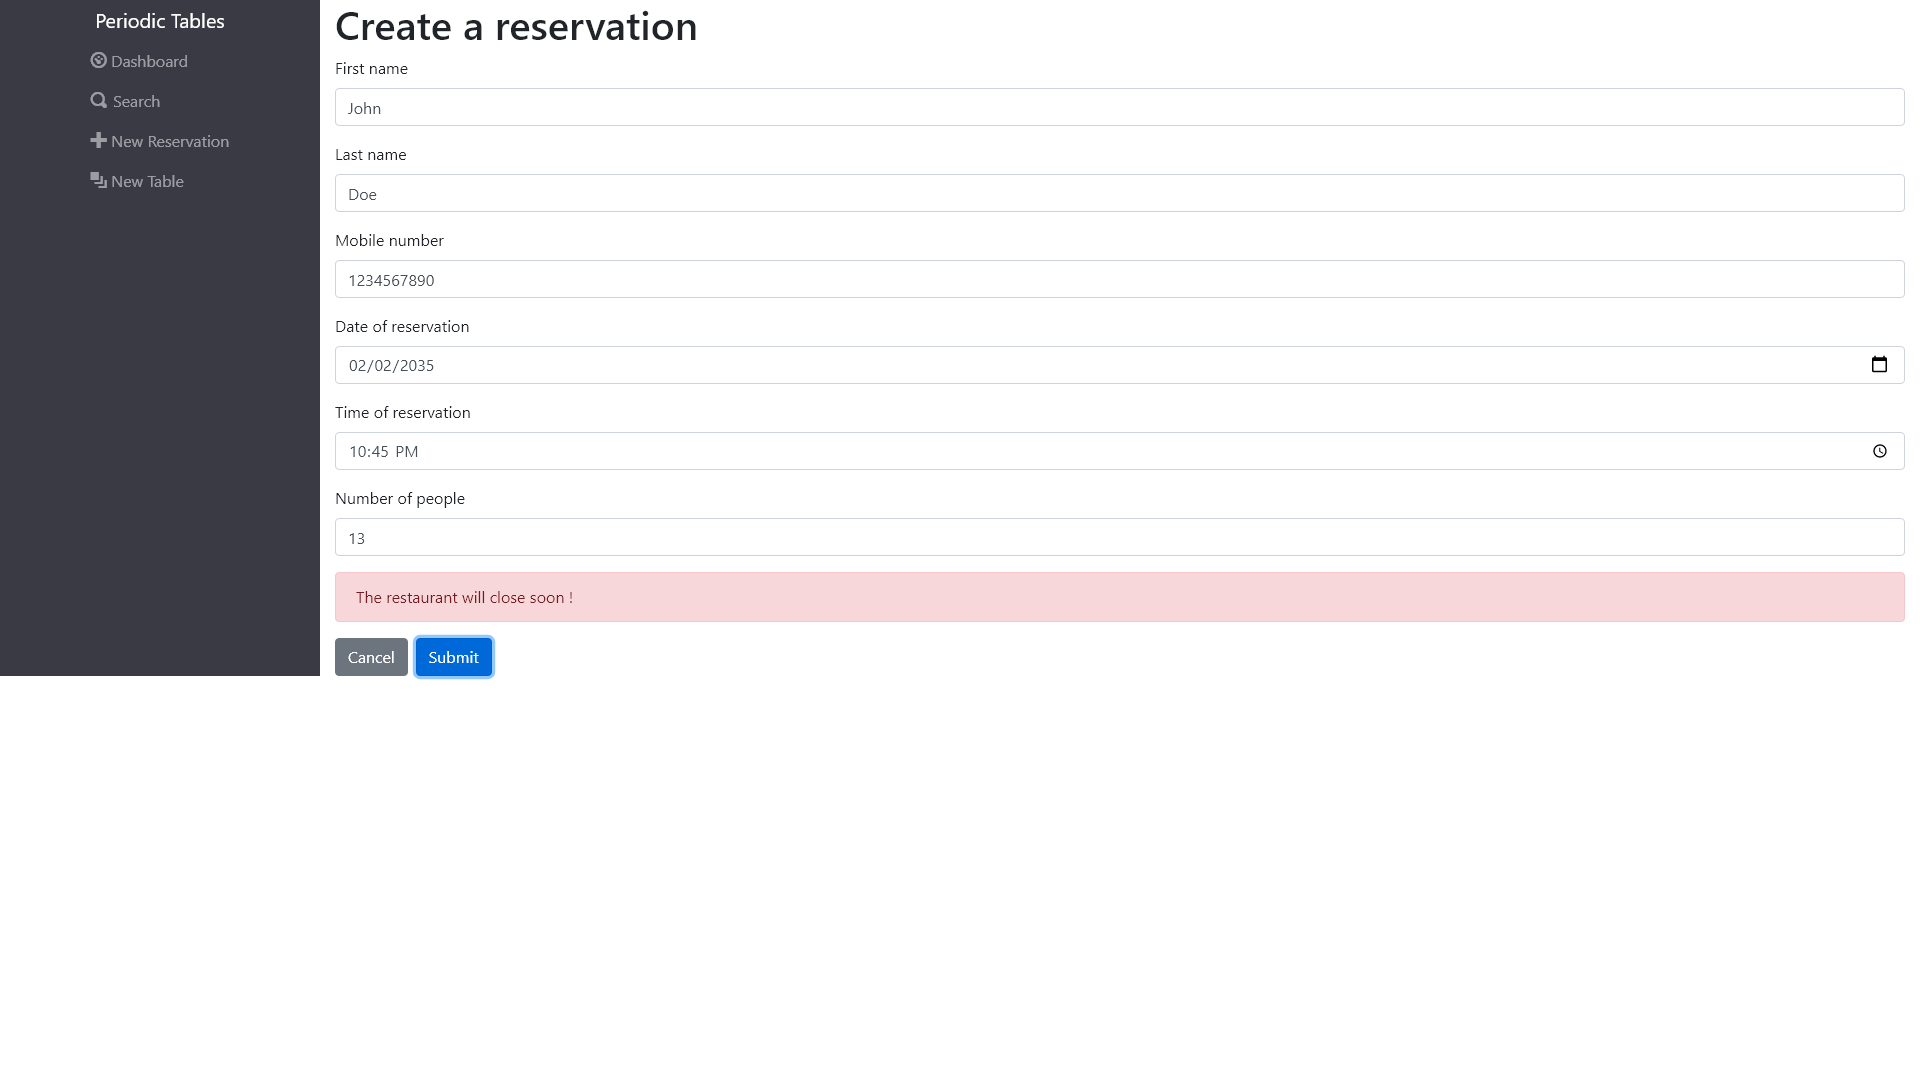 Periodic Tables
Dashboard
Search
New Reservation
New Table
Create a reservation
First name
John
Last name
Doe
Mobile number
1234567890
Date of reservation
02/02/2035
Time of reservation
10:45 PM
Number of people
13
The restaurant will close soon !
Cancel
Submit